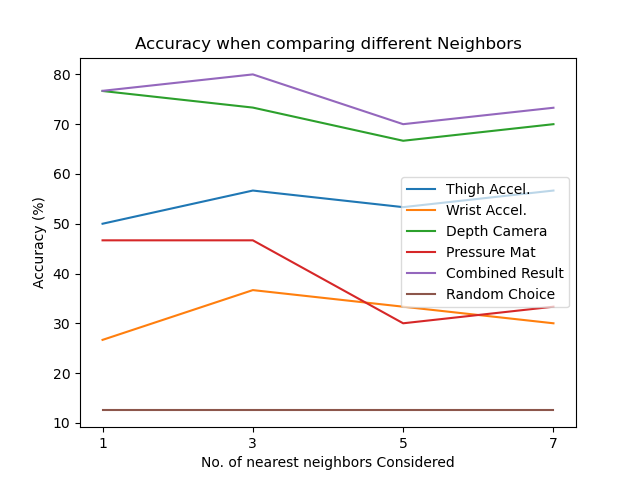 Accuracy when comparing different Neighbors
80
70
60
50
40
30
20
10
Accuracy (%)
Thigh Accel.
Wrist Accel.
Depth Camera
Pressure Mat
Combined Result
Random Choice
1 3 5 7
No. of nearest neighbors Considered